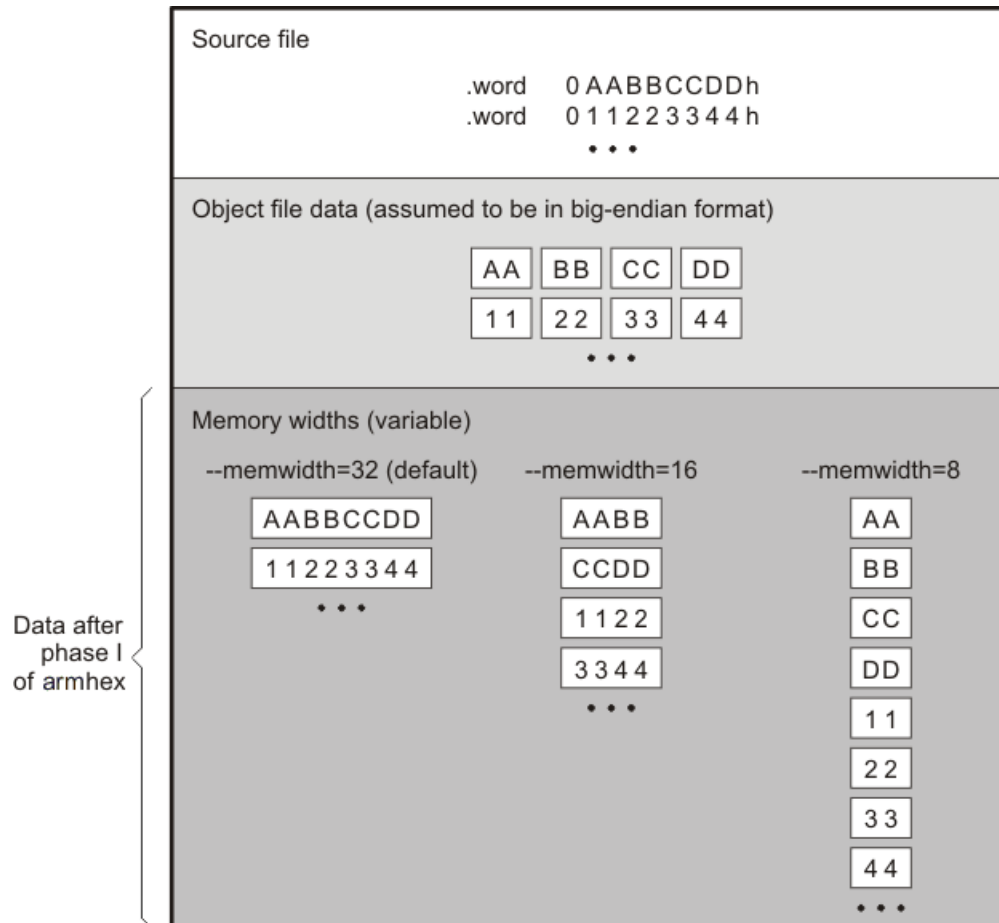 Source file
.word 0AABBCCDDh
.word 011223344h
• • •
Object file data (assumed to be in big-endian format)
AA BB CC DD
11 22 33 44
• • •
Memory widths (variable)
--memwidth=32 (default)
AABBCCDD
11223344
• • •
--memwidth=16
AABB
CCDD
1122
3344
• • •
--memwidth=8
AA
BB
CC
DD
11
22
33
44
• • •
Data after
phase I
of armhex